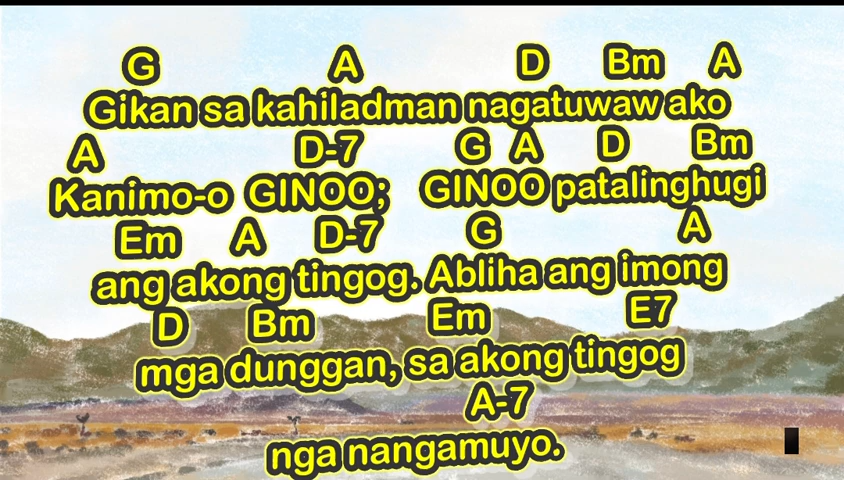 G A D Bm A
Gikan sa kahiladman nagatuwaw ako
A D-7 G A D Bm
Kanimo-o GINOO; GINOO patalinghugi
Em A D-7 G A
ang akong tingog. Abliha ang imong
D Bm Em E7
mga dunggan, sa akong tingog
A-7
nga nangamuyo.